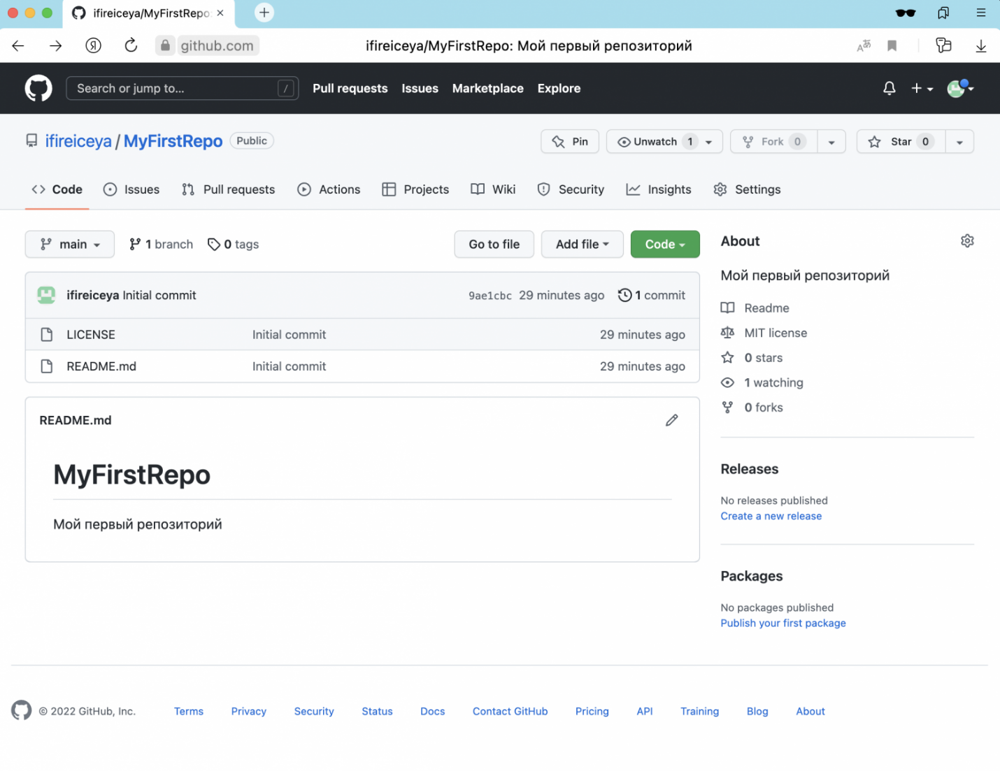 ifireiceya/MyFirstRepo
github.com
ifireiceya/MyFirstRepo: Мой первый репозиторий
Search or jump to...
/
Pull requests
Issues
Marketplace
Explore
ifireiceya / MyFirstRepo
Public
Pin
Unwatch 1
Fork 0
Star 0
Code
Issues
Pull requests
Actions
Projects
Wiki
Security
Insights
Settings
main
1 branch
0 tags
Go to file
Add file
Code
ifireiceya Initial commit
9ae1cbc 29 minutes ago
1 commit
LICENSE Initial commit 29 minutes ago
README.md Initial commit 29 minutes ago
README.md
MyFirstRepo
Мой первый репозиторий
About
Мой первый репозиторий
Readme
MIT license
0 stars
1 watching
0 forks
Releases
No releases published
Create a new release
Packages
No packages published
Publish your first package
© 2022 GitHub, Inc.
Terms
Privacy
Security
Status
Docs
Contact GitHub
Pricing
API
Training
Blog
About